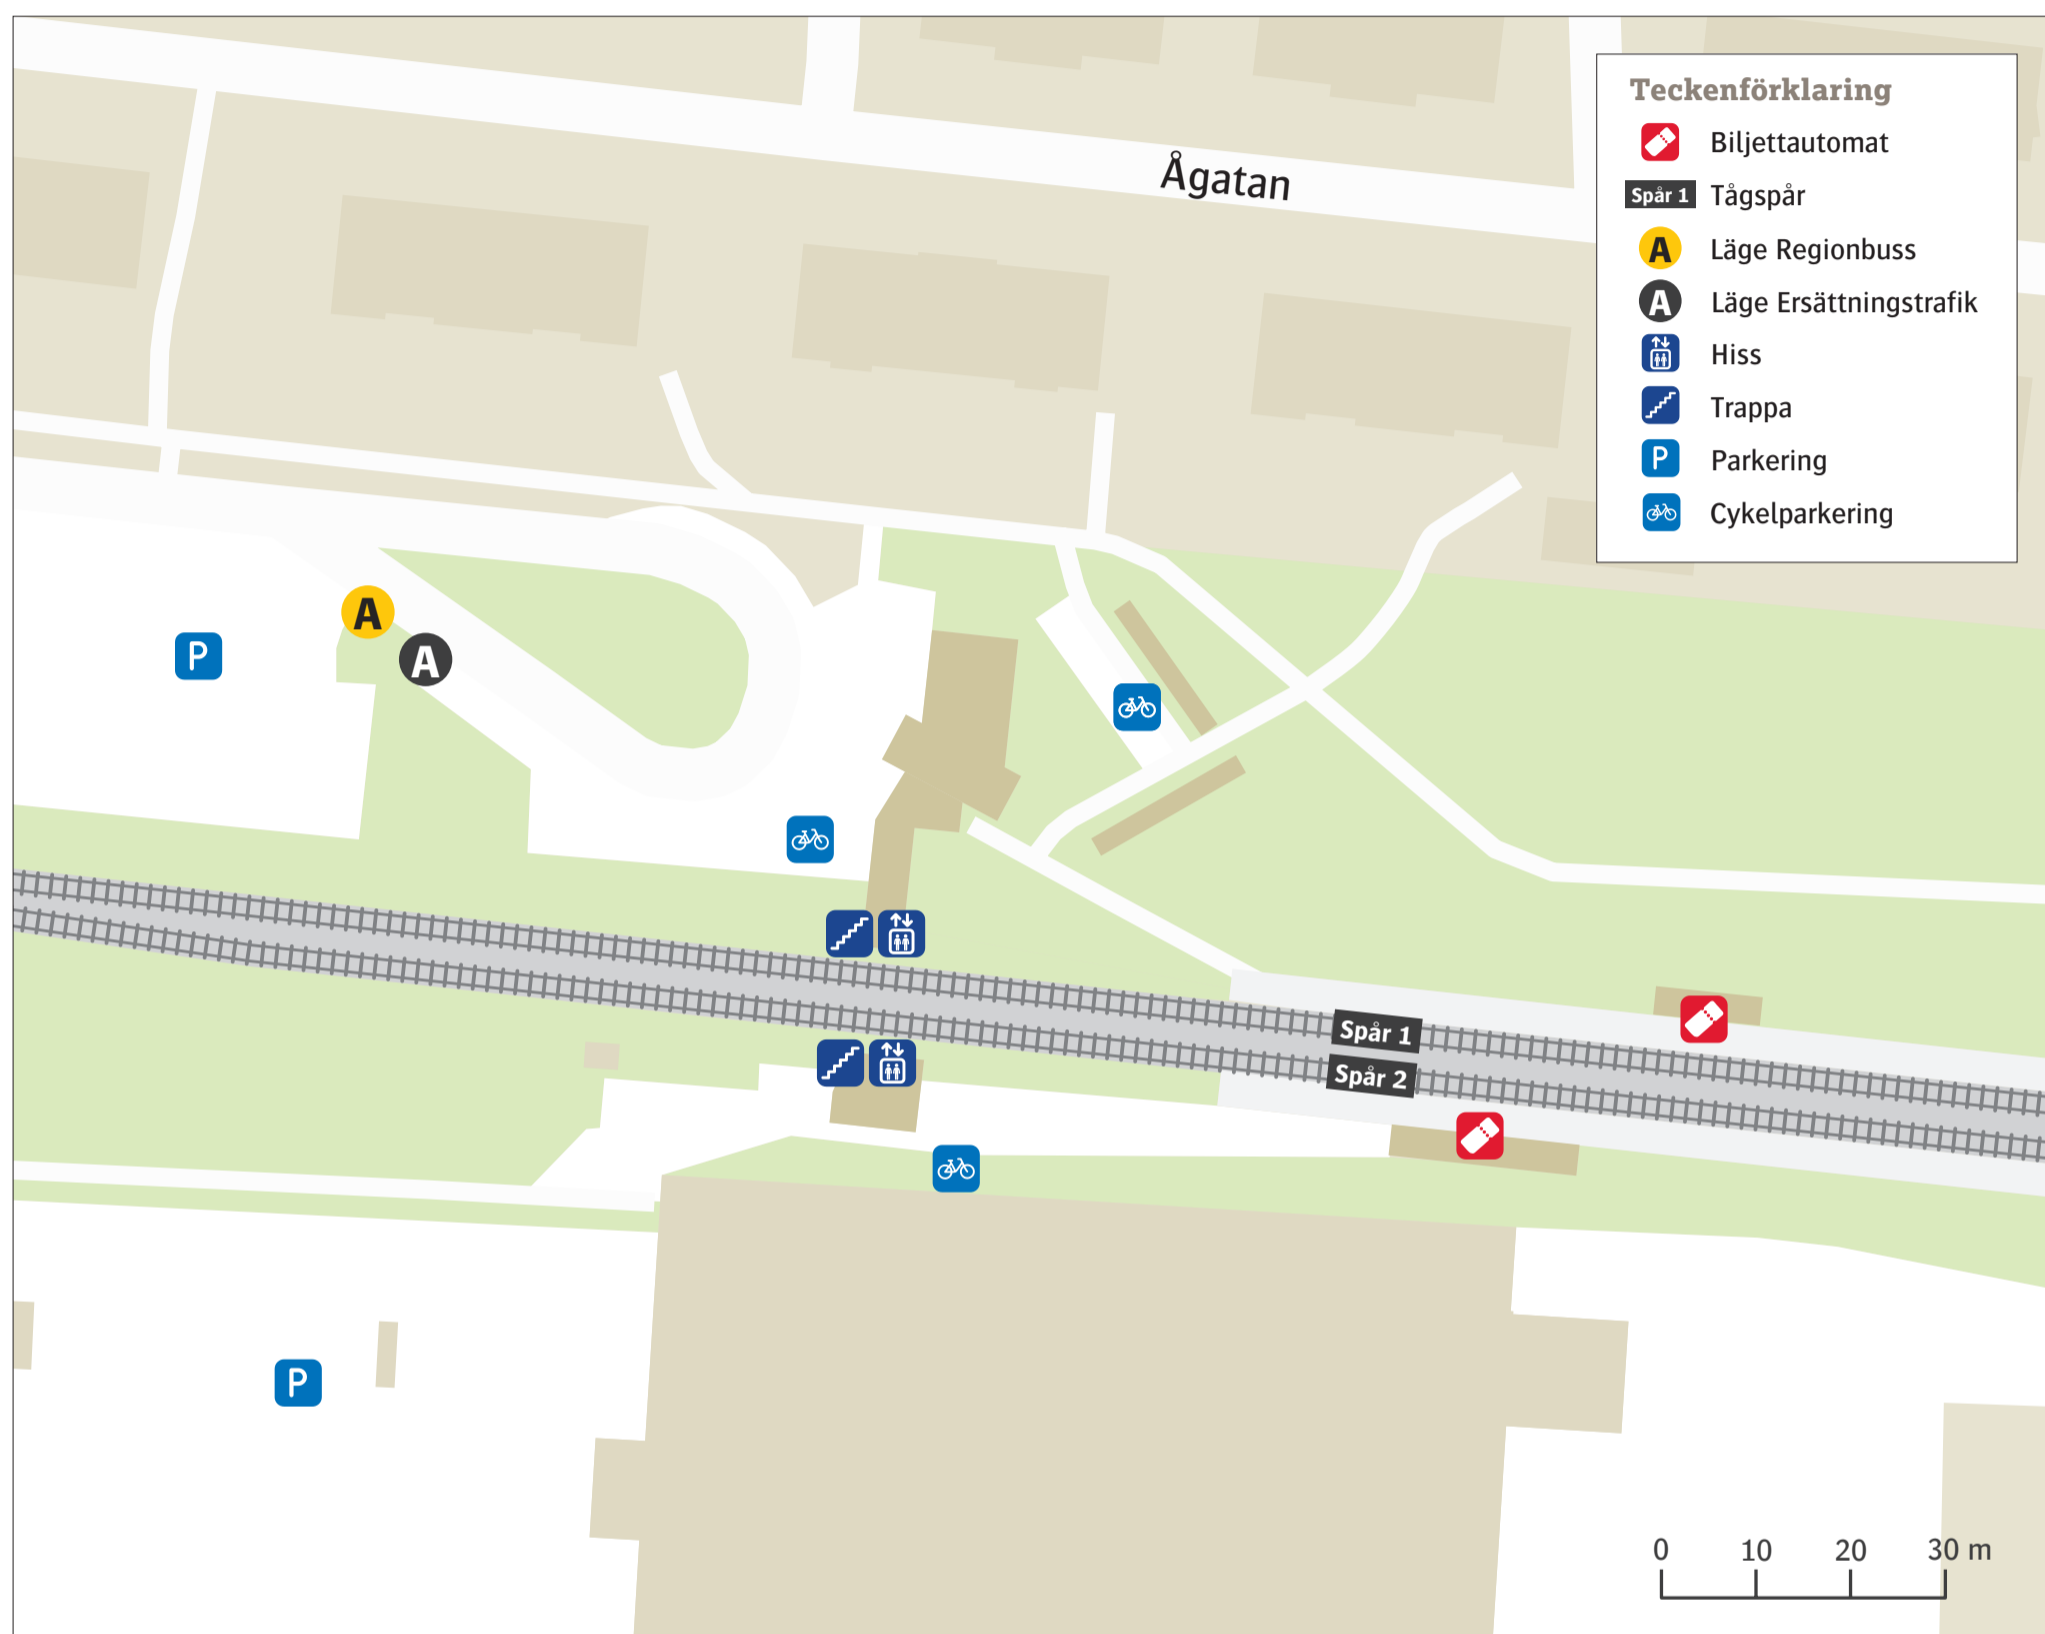 Ågatan
Teckenförklaring
Biljettautomat
Spår 1 Tågspår
A Läge Regionbuss
A Läge Ersättningstrafik
Hiss
Trappa
P Parkering
Cykelparkering
A
P
A
Spår 1
Spår 2
P
0 10 20 30 m